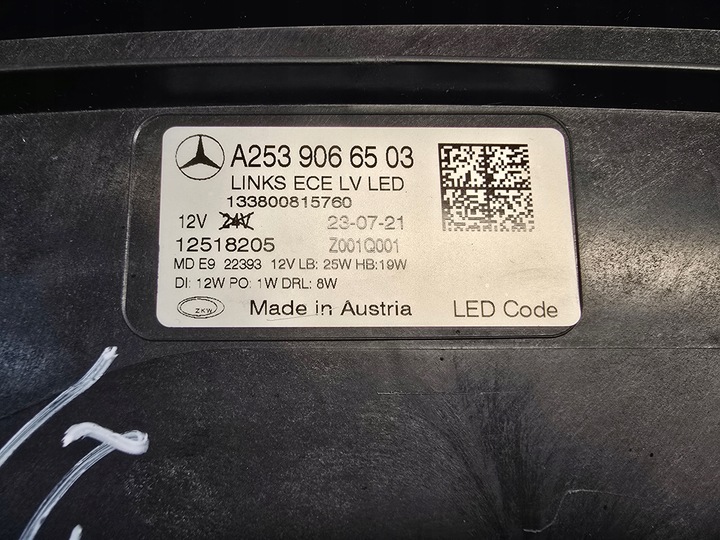 A253 906 65 03
LINKS ECE LV LED
133800815760
12V 24V 23-07-21
12518205 Z001Q001
MD E9 22393 12V LB: 25W HB:19W
DI: 12W PO: 1W DRL: 8W
ZKW Made in Austria LED Code